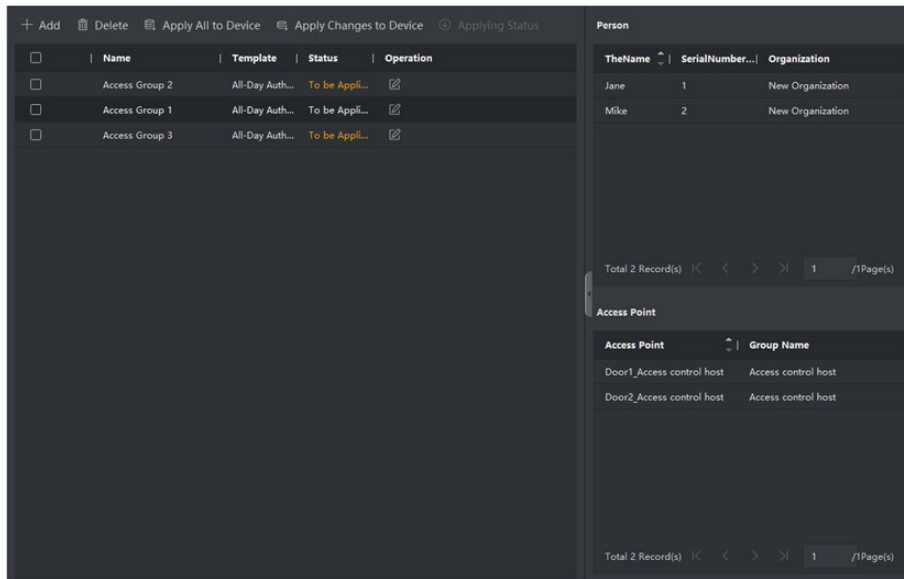 Add Delete Apply All to Device Apply Changes to Device Applying Status
Name Template Status Operation
Access Group 2 All-Day Auth... To be Appli...
Access Group 1 All-Day Auth... To be Appli...
Access Group 3 All-Day Auth... To be Appli...
Person
TheName SerialNumber... Organization
Jane 1 New Organization
Mike 2 New Organization
Total 2 Record(s) 1 /1Page(s)
Access Point
Access Point Group Name
Door1_Access control host Access control host
Door2_Access control host Access control host
Total 2 Record(s) 1 /1Page(s)